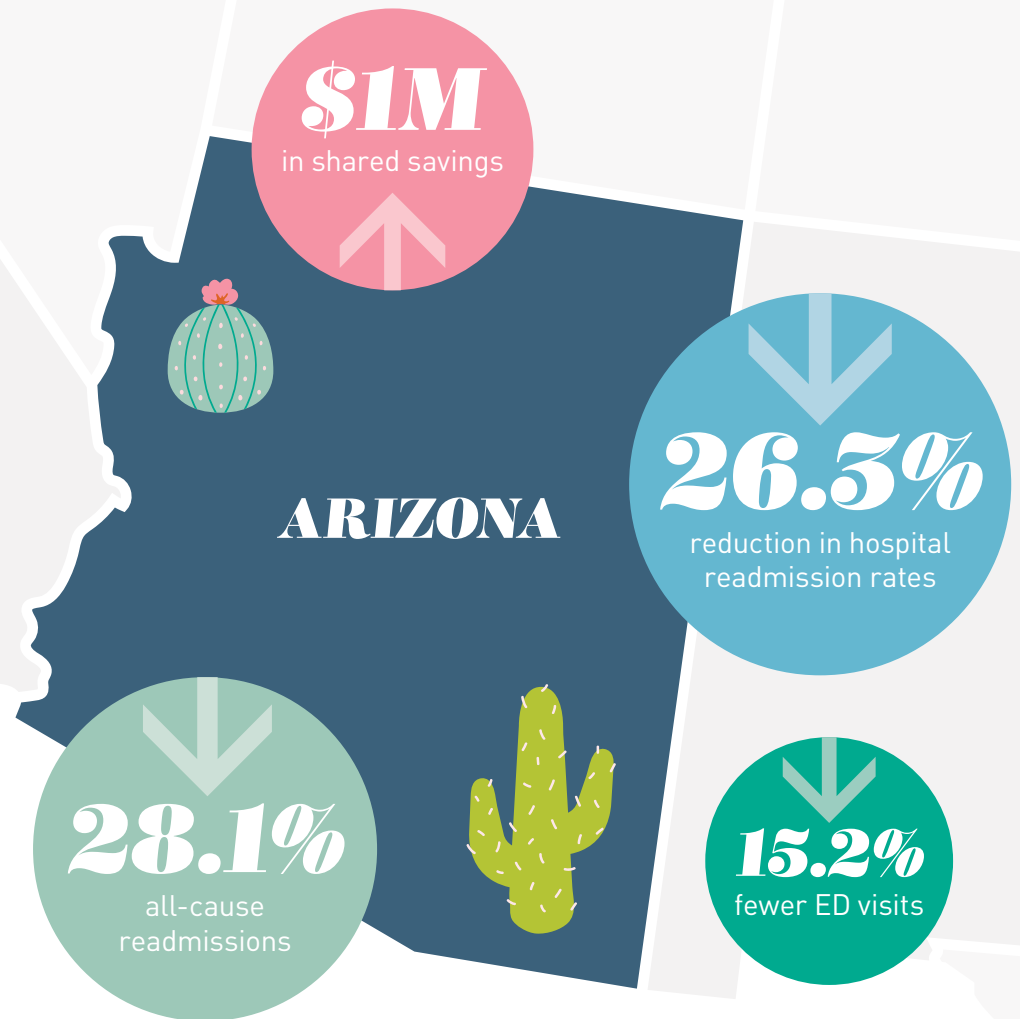 $1M
in shared savings
26.3%
reduction in hospital
readmission rates
ARIZONA
28.1%
all-cause
readmissions
15.2%
fewer ED visits